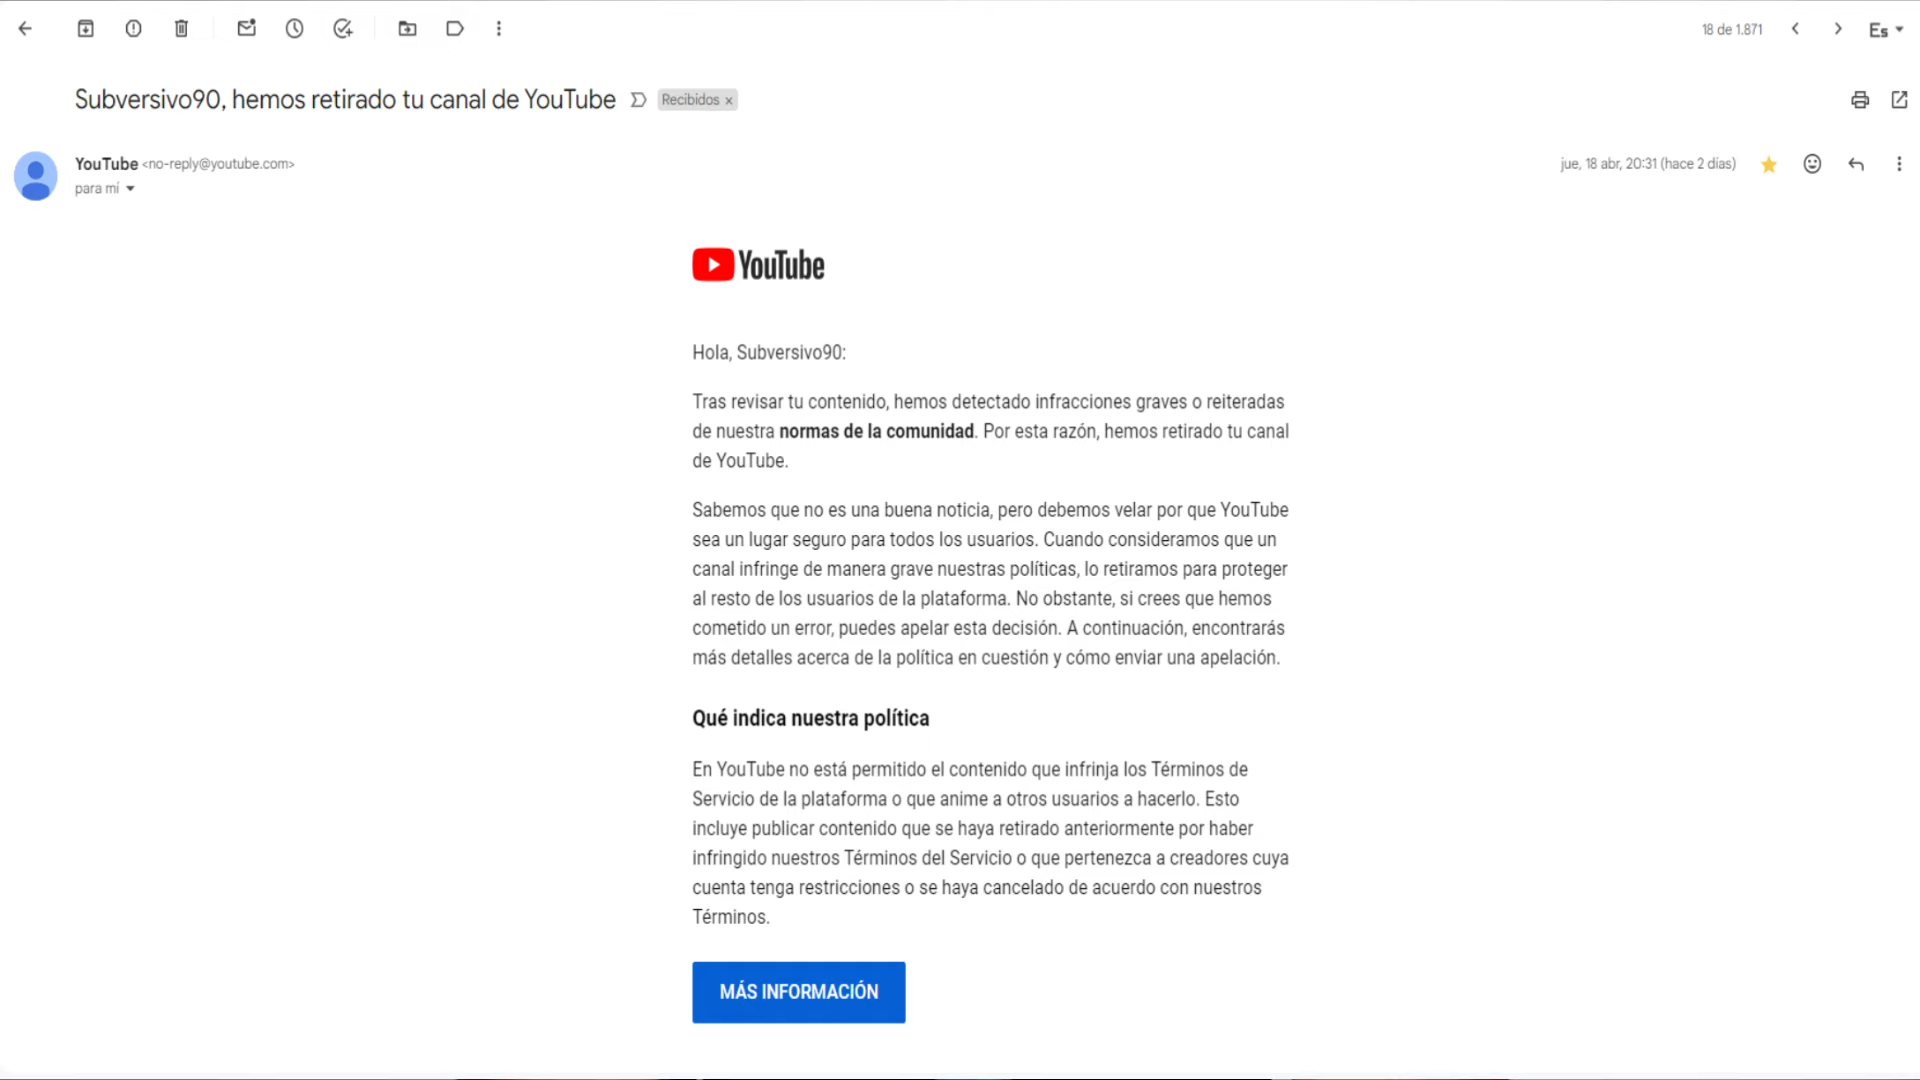 18 de 1.871
Es
Subversivo90, hemos retirado tu canal de YouTube
Recibidos x
YouTube <no-reply@youtube.com>
jue, 18 abr, 20:31 (hace 2 días)
para mí
YouTube
Hola, Subversivo90:
Tras revisar tu contenido, hemos detectado infracciones graves o reiteradas
de nuestra normas de la comunidad. Por esta razón, hemos retirado tu canal
de YouTube.
Sabemos que no es una buena noticia, pero debemos velar por que YouTube
sea un lugar seguro para todos los usuarios. Cuando consideramos que un
canal infringe de manera grave nuestras políticas, lo retiramos para proteger
al resto de los usuarios de la plataforma. No obstante, si crees que hemos
cometido un error, puedes apelar esta decisión. A continuación, encontrarás
más detalles acerca de la política en cuestión y cómo enviar una apelación.
Qué indica nuestra política
En YouTube no está permitido el contenido que infrinja los Términos de
Servicio de la plataforma o que anime a otros usuarios a hacerlo. Esto
incluye publicar contenido que se haya retirado anteriormente por haber
infringido nuestros Términos del Servicio o que pertenezca a creadores cuya
cuenta tenga restricciones o se haya cancelado de acuerdo con nuestros
Términos.
MÁS INFORMACIÓN